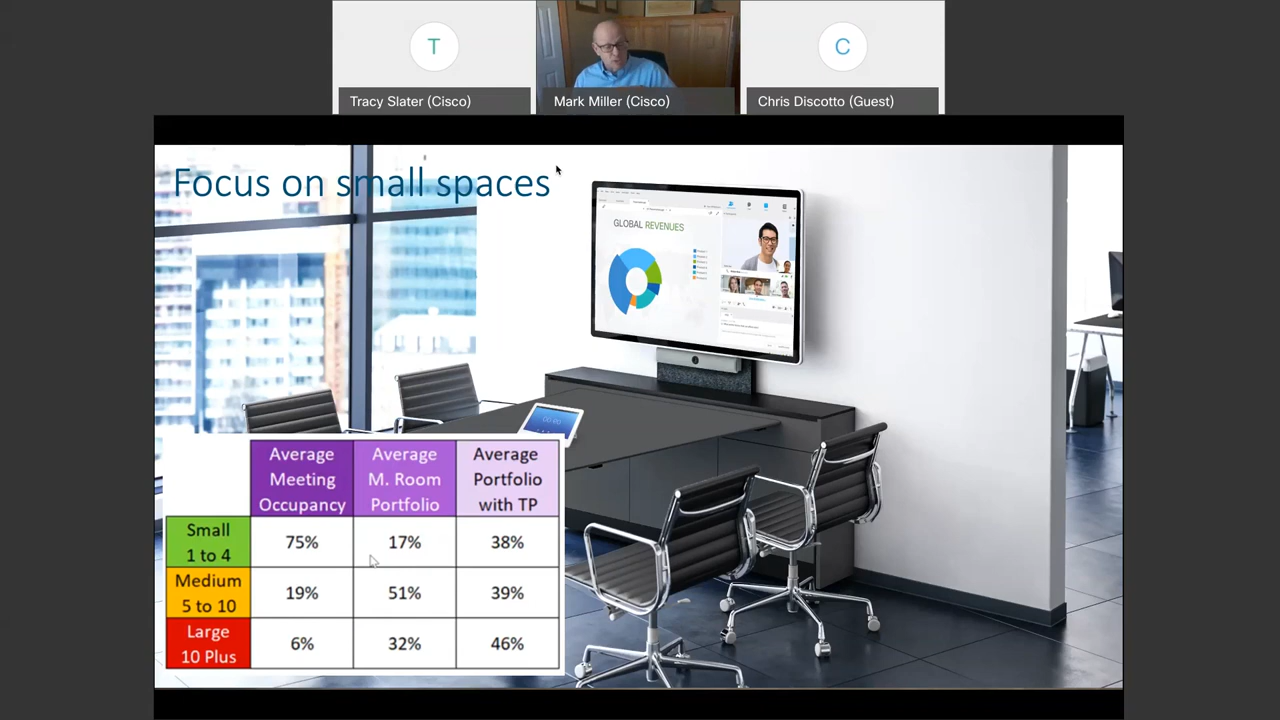 T
C
Tracy Slater (Cisco)
Mark Miller (Cisco)
Chris Discotto (Guest)
Focus on small spaces
GLOBAL REVENUES
Average
Meeting
Occupancy
Average
M. Room
Portfolio
Average
Portfolio
with TP
Small
1 to 4
75%
17%
38%
Medium
5 to 10
19%
51%
39%
Large
10 Plus
6%
32%
46%